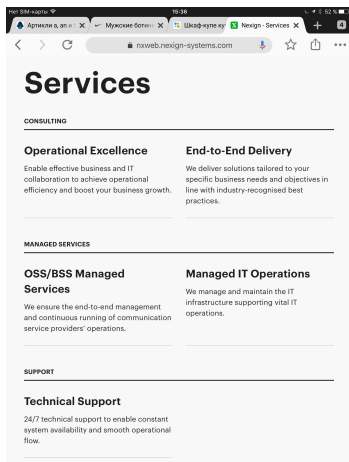 Нет SIM-карты
15:36
52 %
Артикли a, an и t
Мужские ботинк
Шкаф-купе ку
Nexign - Services
4
nxweb.nexign-systems.com
Services
CONSULTING
Operational Excellence
Enable effective business and IT
collaboration to achieve operational
efficiency and boost your business growth.
End-to-End Delivery
We deliver solutions tailored to your
specific business needs and objectives in
line with industry-recognised best
practices.
MANAGED SERVICES
OSS/BSS Managed
Services
We ensure the end-to-end management
and continuous running of communication
service providers' operations.
Managed IT Operations
We manage and maintain the IT
infrastructure supporting vital IT
operations.
SUPPORT
Technical Support
24/7 technical support to enable constant
system availability and smooth operational
flow.